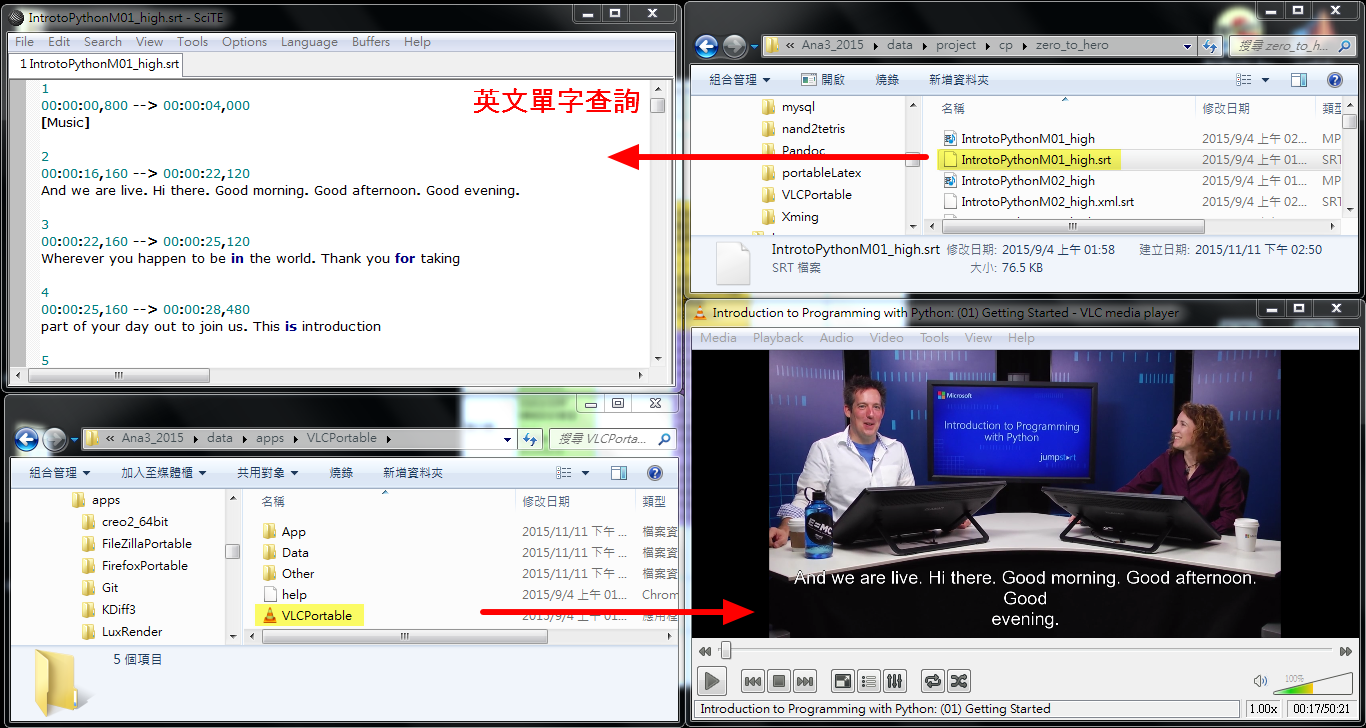 IntrotoPythonM01_high.srt - SciTE
File Edit Search View Tools Options Language Buffers Help
1 IntrotoPythonM01_high.srt
英文單字查詢
1
00:00:00,800 --> 00:00:04,000
[Music]
2
00:00:16,160 --> 00:00:22,120
And we are live. Hi there. Good morning. Good afternoon. Good evening.
3
00:00:22,160 --> 00:00:25,120
Wherever you happen to be in the world. Thank you for taking
4
00:00:25,160 --> 00:00:28,480
part of your day out to join us. This is introduction
5
« Ana3_2015 data project cp zero_to_hero
搜尋 zero_to_h...
組合管理 開啟 燒錄 新增資料夾
mysql
nand2tetris
Pandoc
portableLatex
VLCPortable
Xming
名稱 修改日期 類型
IntrotoPythonM01_high 2015/9/4 上午 02... MP
IntrotoPythonM01_high.srt 2015/9/4 上午 01... SRT
IntrotoPythonM02_high 2015/9/4 上午 01... MP
IntrotoPythonM02_high.xml.srt 2015/9/4 上午 02... SRT
IntrotoPythonM01_high.srt 修改日期: 2015/9/4 上午 01:58 建立日期: 2015/11/11 下午 02:50
SRT 檔案 大小: 76.5 KB
« Ana3_2015 data apps VLCPortable
搜尋 VLCPorta...
組合管理 加入至媒體櫃 共用對象 燒錄 新增資料夾
apps
creo2_64bit
FileZillaPortable
FirefoxPortable
Git
KDiff3
LuxRender
名稱 修改日期 類型
App 2015/11/11 下午 ... 檔案資
Data 2015/11/11 下午 ... 檔案資
Other 2015/11/11 下午 ... 檔案資
help 2015/9/4 上午 01... Chrom
VLCPortable 2015/9/4 上午 01... 應用程
5 個項目
Introduction to Programming with Python: (01) Getting Started - VLC media player
Media Playback Audio Video Tools View Help
Microsoft
Introduction to Programming
with Python
jumpstart
E=MC
And we are live. Hi there. Good morning. Good afternoon.
Good
evening.
100%
Introduction to Programming with Python: (01) Getting Started 1.00x 00:17/50:21